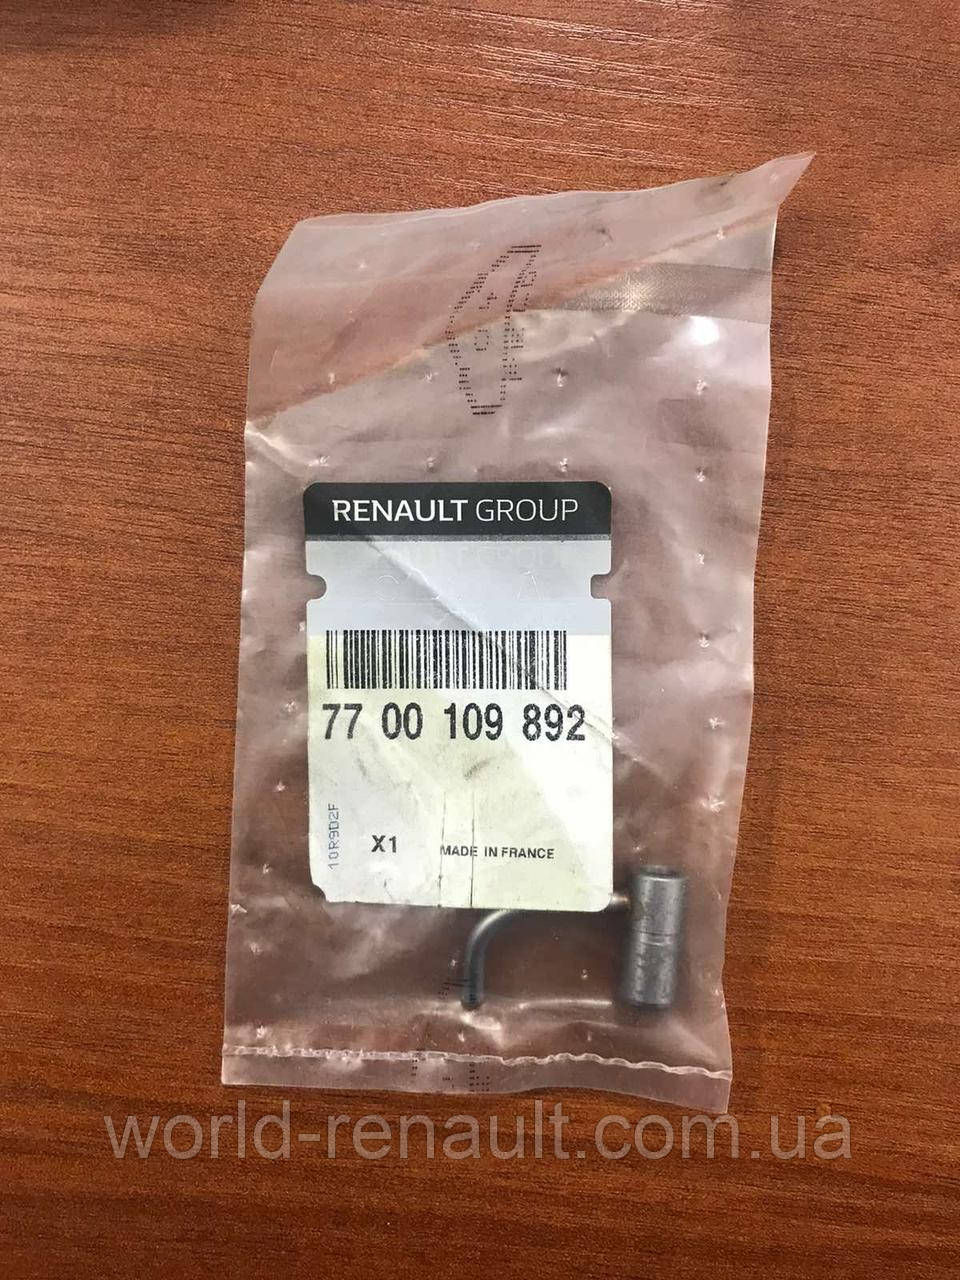 RENAULT GROUP
77 00 109 892
10R9D2F
X1 MADE IN FRANCE
world-renault.com.ua